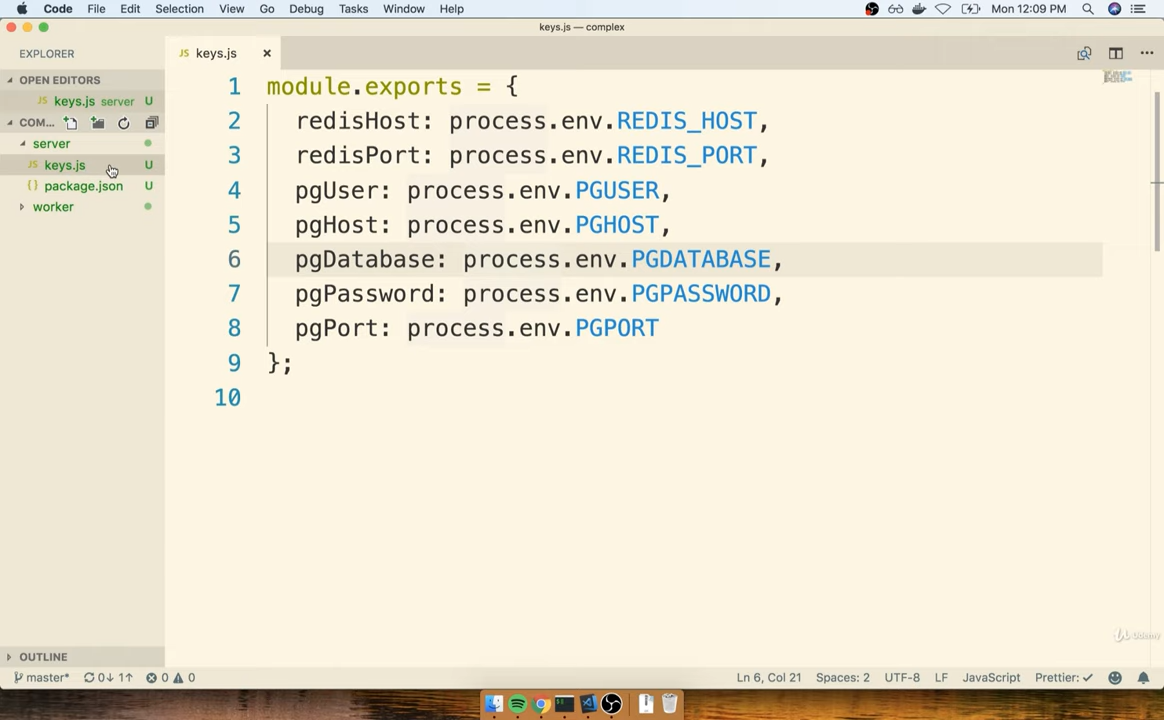 Code File Edit Selection View Go Debug Tasks Window Help Mon 12:09 PM
keys.js — complex
EXPLORER
JS keys.js
OPEN EDITORS
JS keys.js server U
COM...
server
JS keys.js U
{} package.json U
worker
1 module.exports = {
2 redisHost: process.env.REDIS_HOST,
3 redisPort: process.env.REDIS_PORT,
4 pgUser: process.env.PGUSER,
5 pgHost: process.env.PGHOST,
6 pgDatabase: process.env.PGDATABASE,
7 pgPassword: process.env.PGPASSWORD,
8 pgPort: process.env.PGPORT
9 };
10
Udemy
OUTLINE
master* 0↓ 1↑ 0 0 Ln 6, Col 21 Spaces: 2 UTF-8 LF JavaScript Prettier: ✓